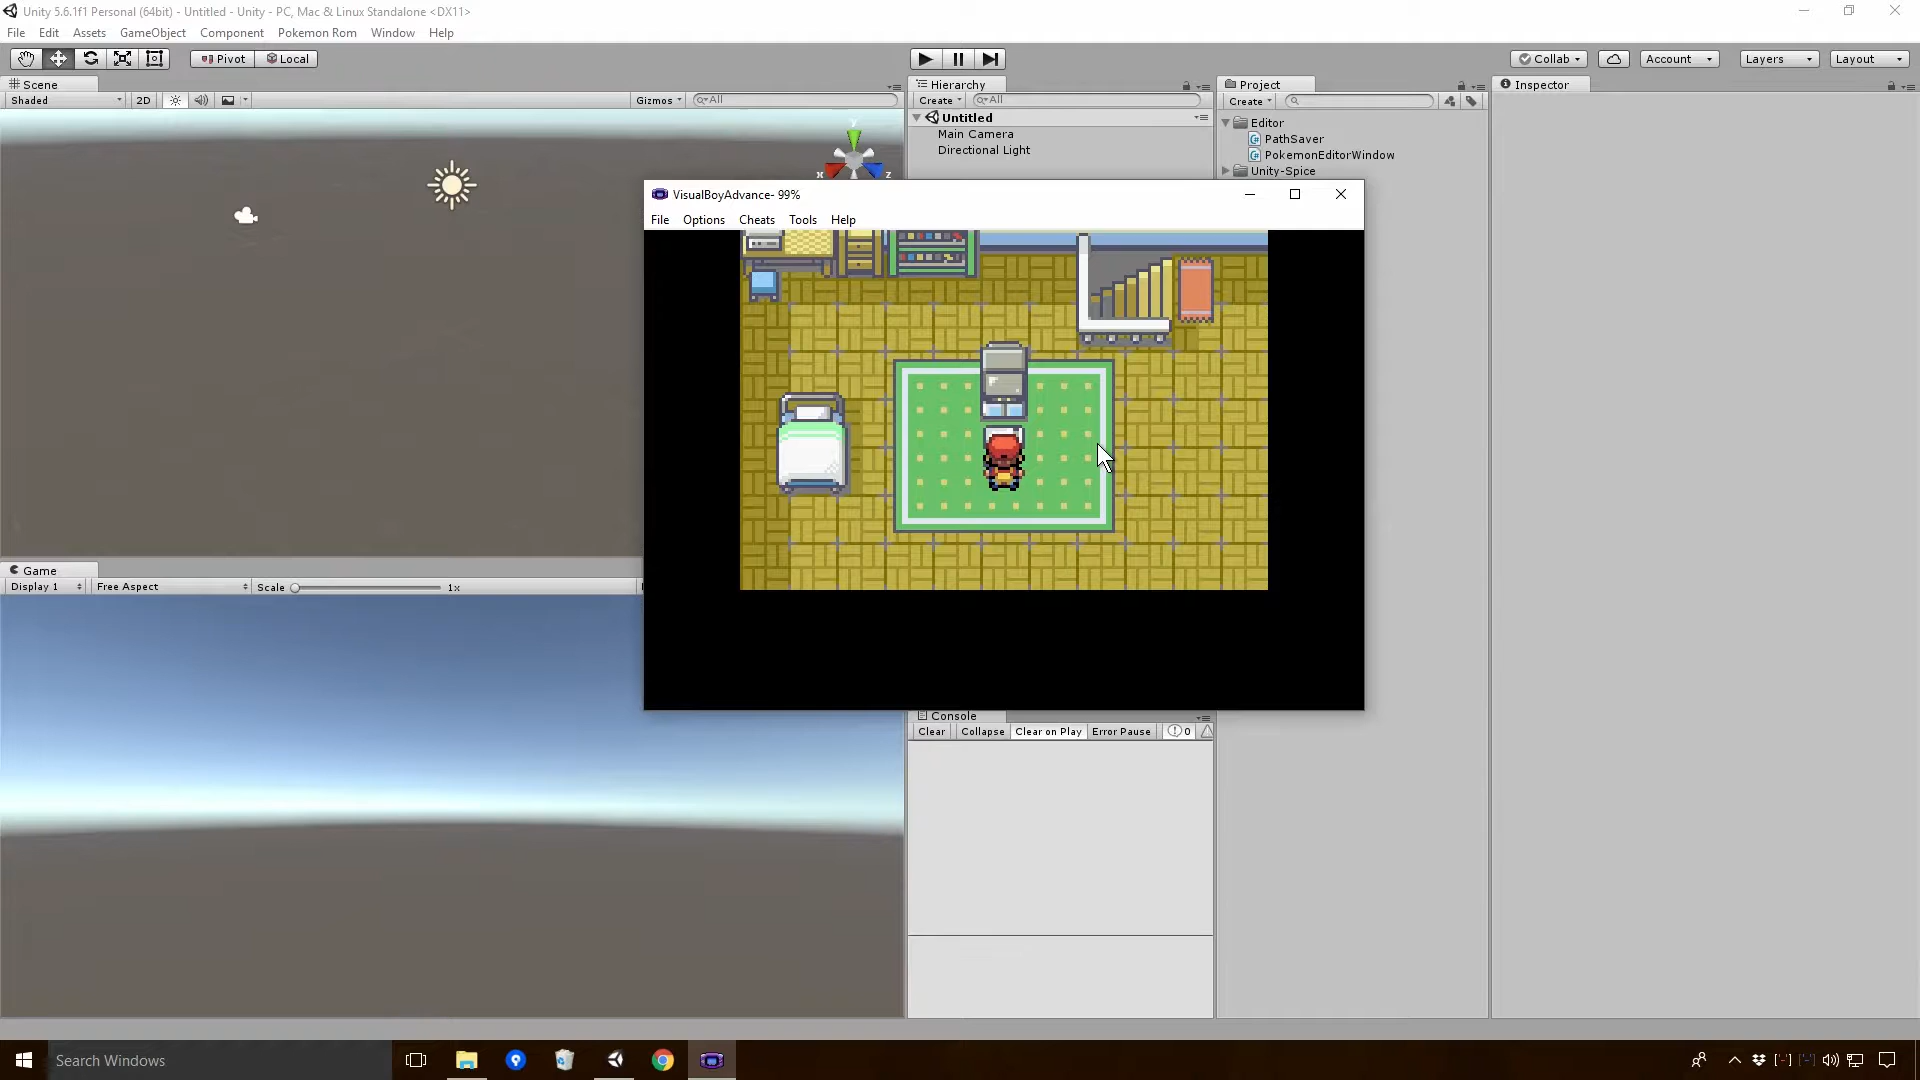 Unity 5.6.1f1 Personal (64bit) - Untitled - Unity - PC, Mac & Linux Standalone <DX11>
File Edit Assets GameObject Component Pokemon Rom Window Help
Pivot Local Collab Account Layers Layout
Scene
Shaded 2D Gizmos All
Hierarchy
Create All
Untitled
Main Camera
Directional Light
Project
Create
Editor
PathSaver
PokemonEditorWindow
Unity-Spice
Inspector
VisualBoyAdvance- 99%
File Options Cheats Tools Help
Game
Display 1 Free Aspect Scale 1x
Console
Clear Collapse Clear on Play Error Pause 0
Search Windows